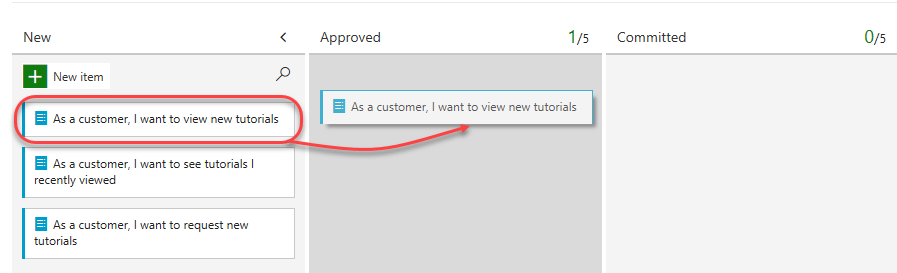 New
Approved
1/5
Committed
0/5
New item
As a customer, I want to view new tutorials
As a customer, I want to see tutorials I
recently viewed
As a customer, I want to request new
tutorials
As a customer, I want to view new tutorials